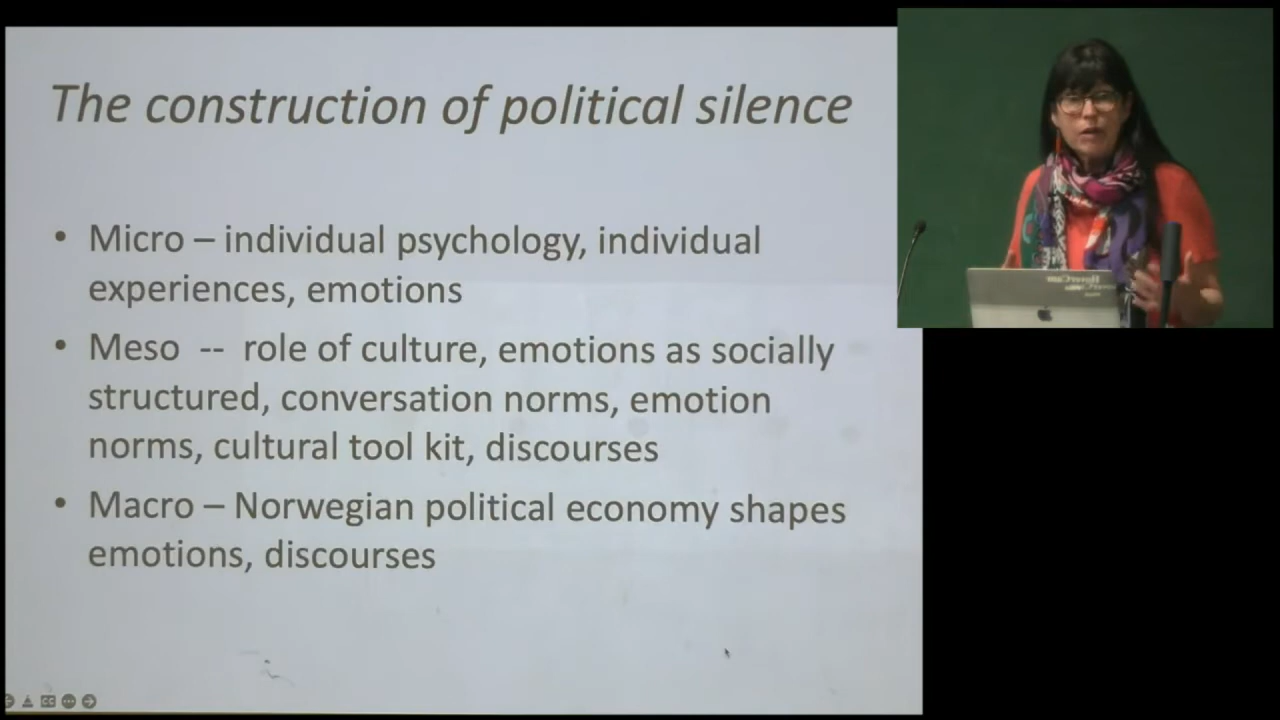 The construction of political silence
• Micro – individual psychology, individual
experiences, emotions
• Meso -- role of culture, emotions as socially
structured, conversation norms, emotion
norms, cultural tool kit, discourses
• Macro – Norwegian political economy shapes
emotions, discourses